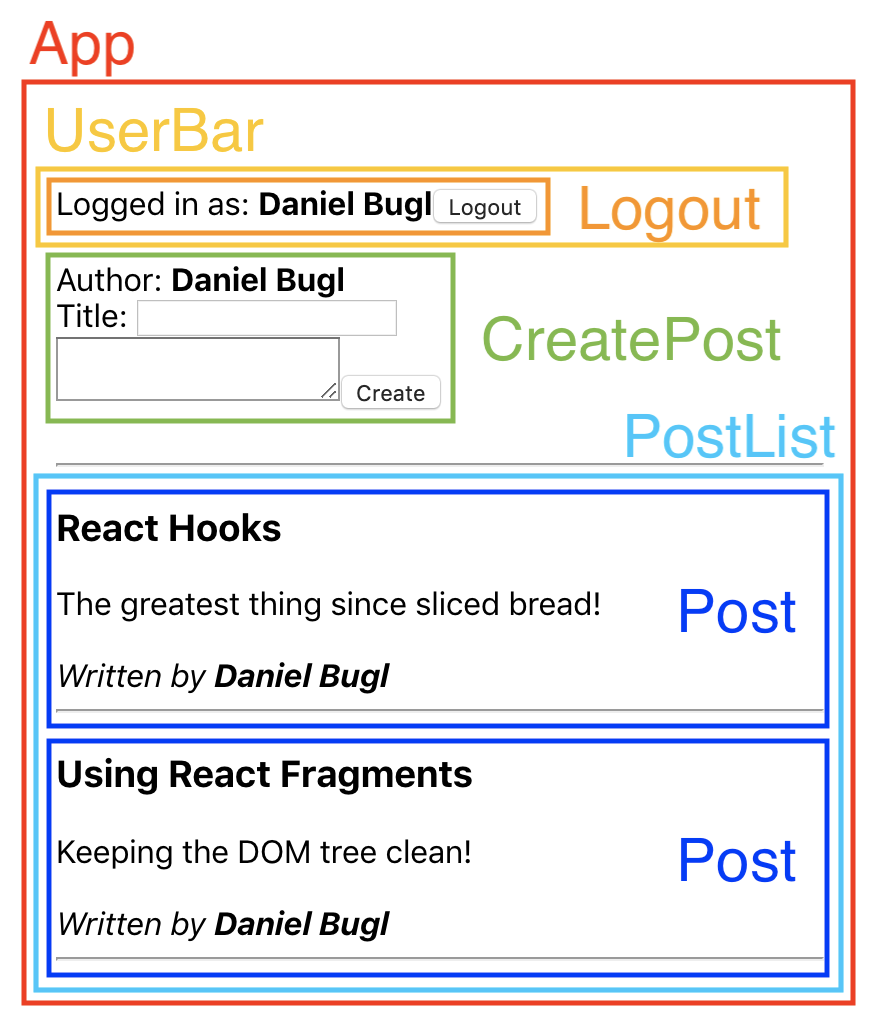 App
UserBar
Logged in as: Daniel Bugl Logout Logout
Author: Daniel Bugl
Title:
CreatePost
Create
PostList
React Hooks
The greatest thing since sliced bread!
Post
Written by Daniel Bugl
Using React Fragments
Keeping the DOM tree clean!
Post
Written by Daniel Bugl